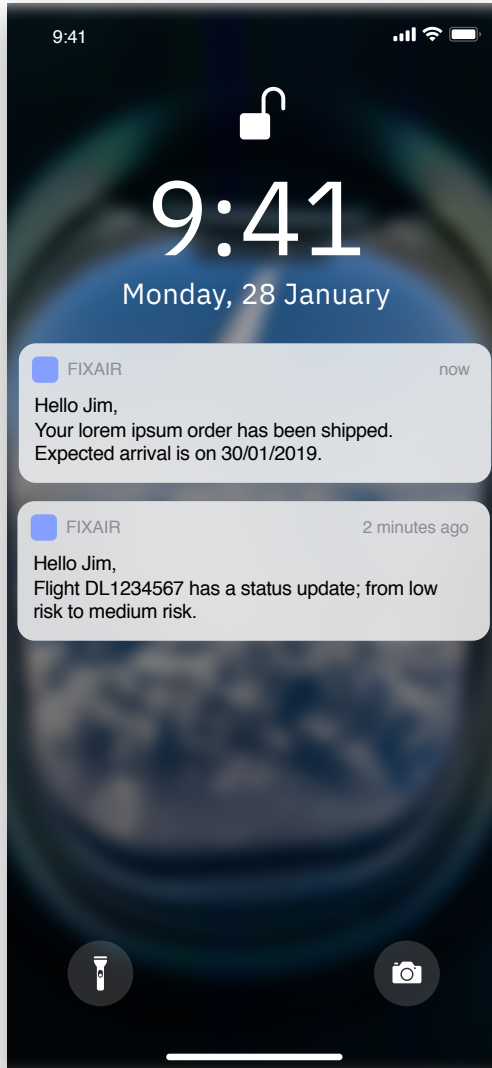 9:41
9:41
Monday, 28 January
FIXAIR now
Hello Jim,
Your lorem ipsum order has been shipped.
Expected arrival is on 30/01/2019.
FIXAIR 2 minutes ago
Hello Jim,
Flight DL1234567 has a status update; from low
risk to medium risk.